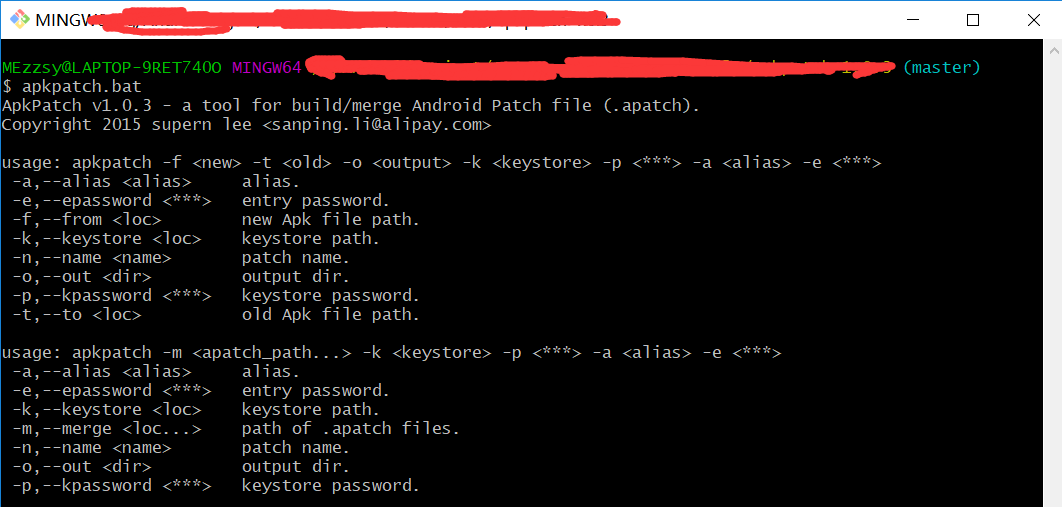 MINGW
MEzzsy@LAPTOP-9RET74OO MINGW64 (master)
$ apkpatch.bat
ApkPatch v1.0.3 - a tool for build/merge Android Patch file (.apatch).
Copyright 2015 supern lee <sanping.li@alipay.com>
usage: apkpatch -f <new> -t <old> -o <output> -k <keystore> -p <***> -a <alias> -e <***>
-a,--alias <alias> alias.
-e,--epassword <***> entry password.
-f,--from <loc> new Apk file path.
-k,--keystore <loc> keystore path.
-n,--name <name> patch name.
-o,--out <dir> output dir.
-p,--kpassword <***> keystore password.
-t,--to <loc> old Apk file path.
usage: apkpatch -m <apatch_path...> -k <keystore> -p <***> -a <alias> -e <***>
-a,--alias <alias> alias.
-e,--epassword <***> entry password.
-k,--keystore <loc> keystore path.
-m,--merge <loc...> path of .apatch files.
-n,--name <name> patch name.
-o,--out <dir> output dir.
-p,--kpassword <***> keystore password.